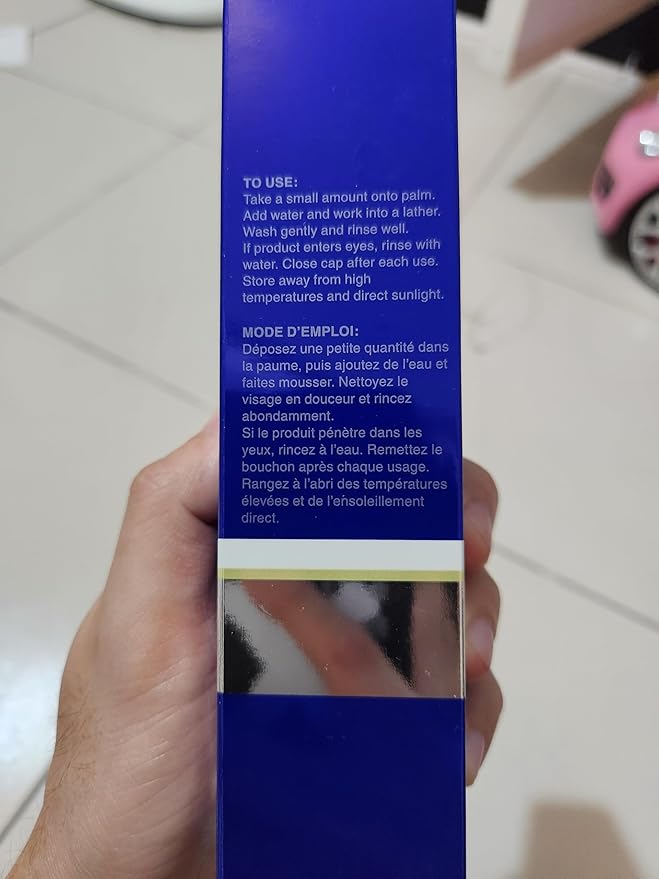 TO USE:
Take a small amount onto palm.
Add water and work into a lather.
Wash gently and rinse well.
If product enters eyes, rinse with
water. Close cap after each use.
Store away from high
temperatures and direct sunlight.
MODE D'EMPLOI:
Déposez une petite quantité dans
la paume, puis ajoutez de l'eau et
faites mousser. Nettoyez le
visage en douceur et rincez
abondamment.
Si le produit pénètre dans les
yeux, rincez à l'eau. Remettez le
bouchon après chaque usage.
Rangez à l'abri des températures
élevées et de l'ensoleillement
direct.